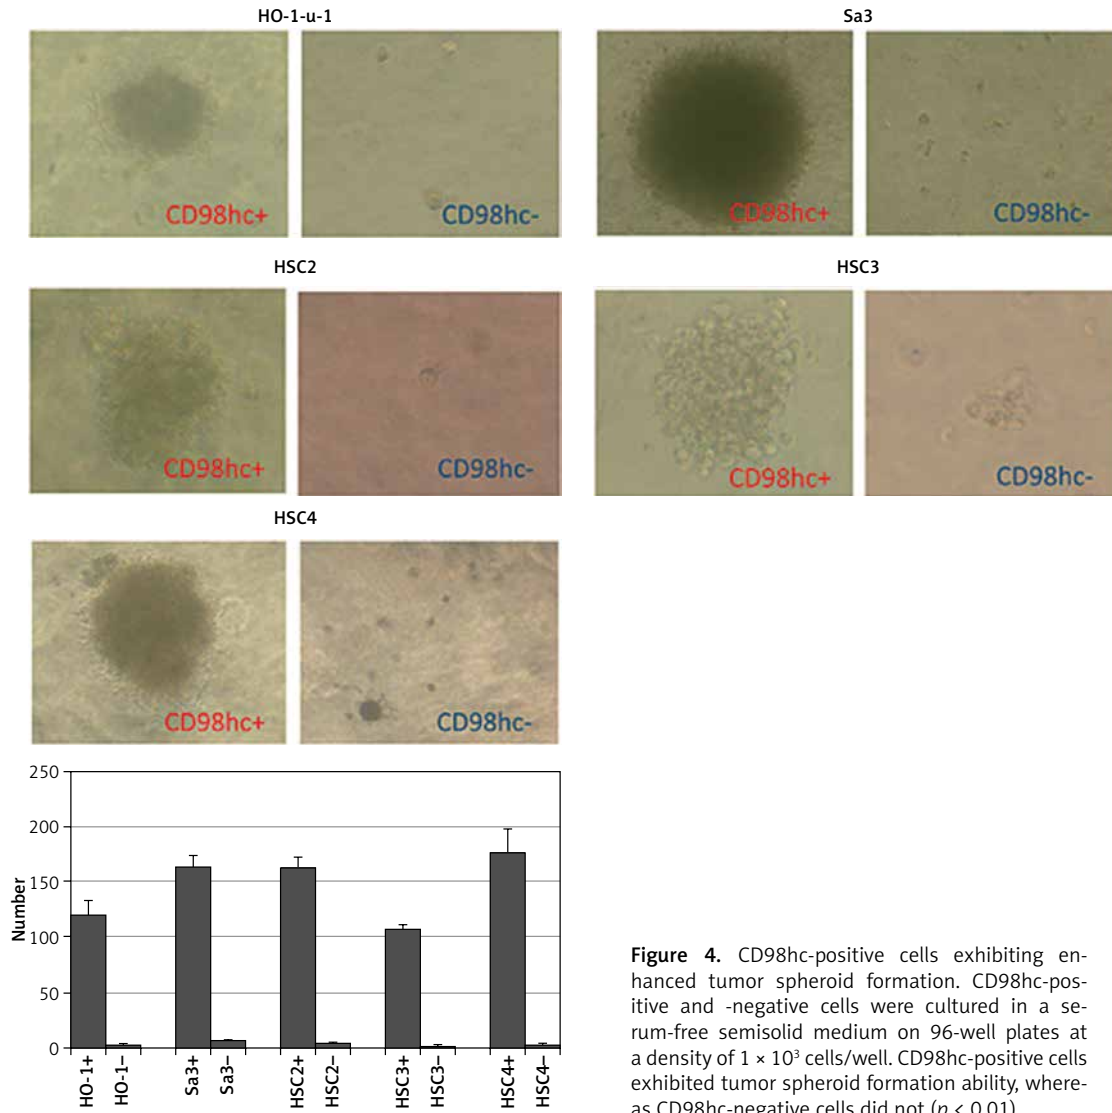 HO-1-u-1
Sa3
CD98hc+
CD98hc-
CD98hc+
CD98hc-
HSC2
HSC3
CD98hc+
CD98hc-
CD98hc+
CD98hc-
HSC4
CD98hc+
CD98hc-
Number
250
200
150
100
50
0
HO-1+
HO-1–
Sa3+
Sa3–
HSC2+
HSC2–
HSC3+
HSC3–
HSC4+
HSC4–
Figure 4. CD98hc-positive cells exhibiting en-
hanced tumor spheroid formation. CD98hc-pos-
itive and -negative cells were cultured in a se-
rum-free semisolid medium on 96-well plates at
a density of 1 × 10³ cells/well. CD98hc-positive cells
exhibited tumor spheroid formation ability, where-
as CD98hc-negative cells did not (p < 0.01)